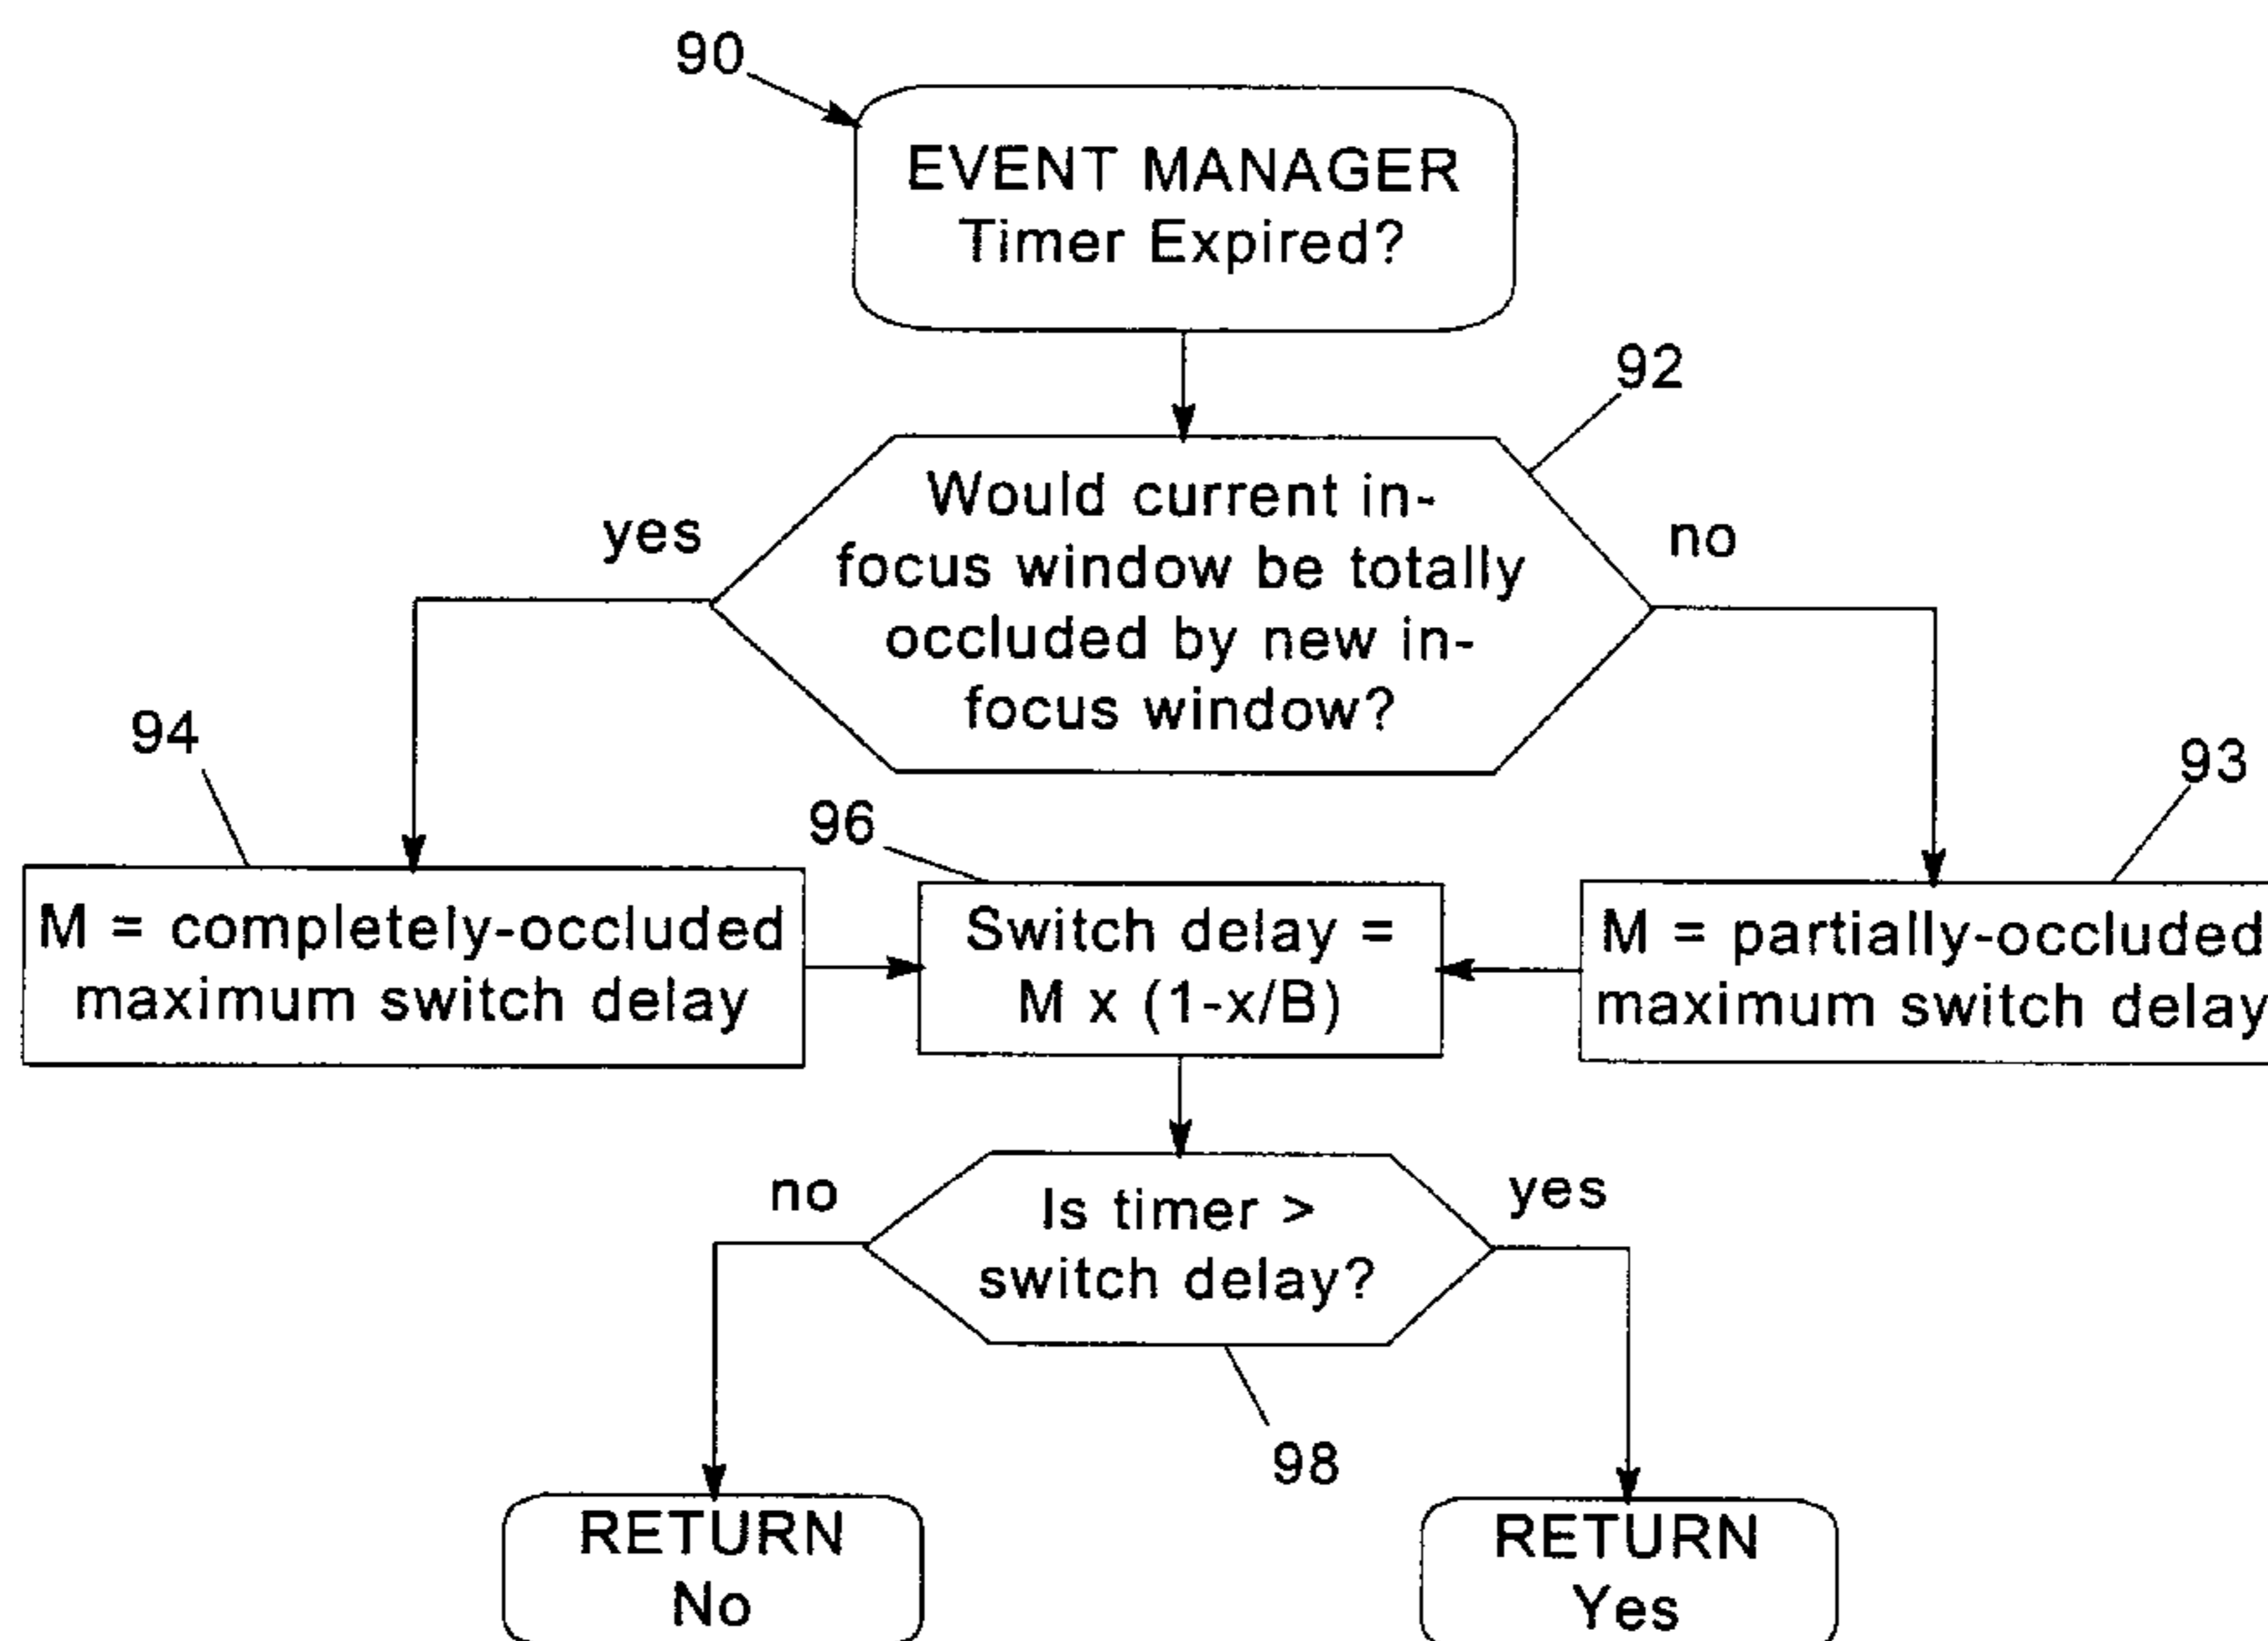 90
EVENT MANAGER
Timer Expired?
92
Would current in-
focus window be totally
occluded by new in-
focus window?
yes
no
94
93
96
M = completely-occluded
maximum switch delay
Switch delay =
M x (1-x/B)
M = partially-occluded
maximum switch delay
no
yes
Is timer >
switch delay?
98
RETURN
No
RETURN
Yes